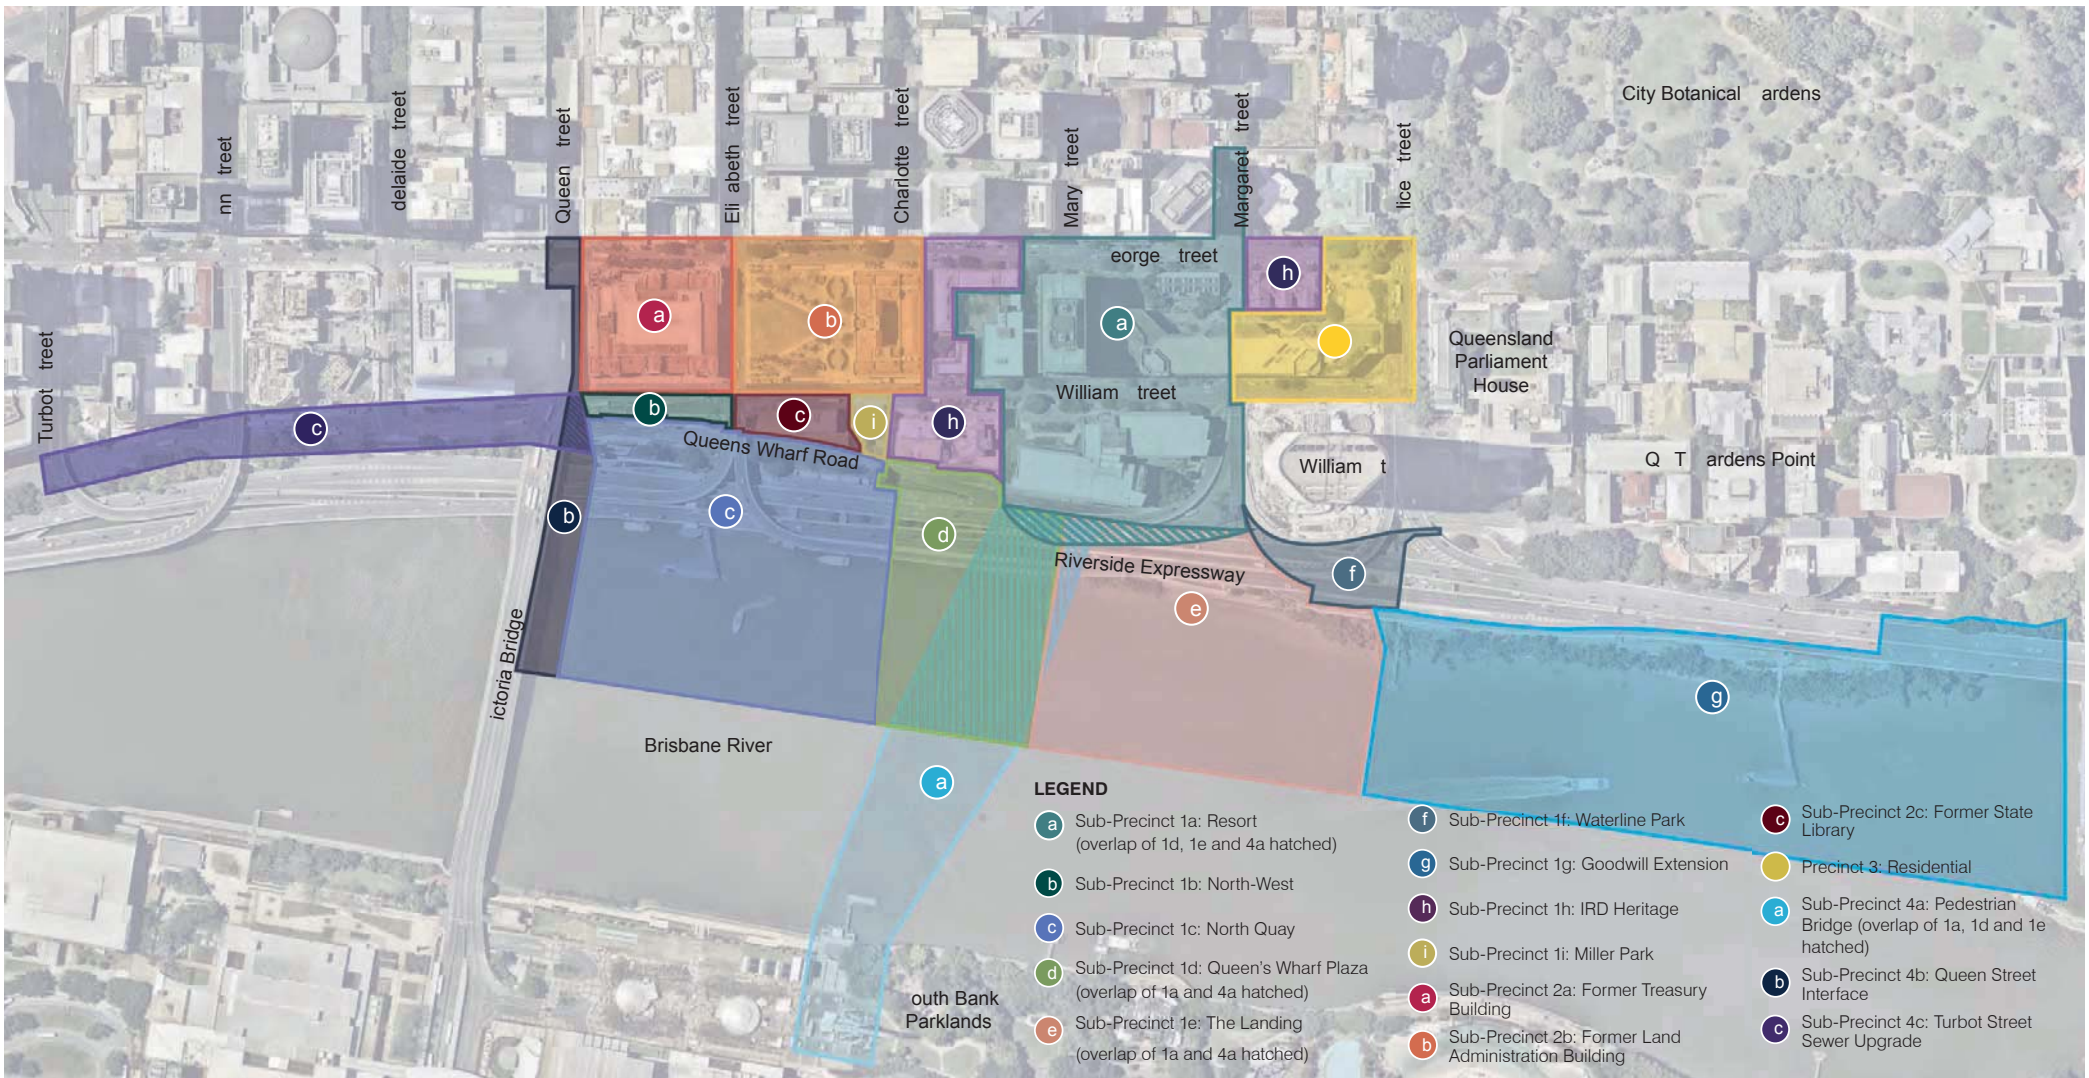 City Botanical ardens
nn treet
delaide treet
Queen treet
Eli abeth treet
Charlotte treet
Mary treet
Margaret treet
lice treet
Turbot treet
eorge treet
a
b
a
h
Queensland
Parliament
House
William treet
c
b
c
i
h
Queens Wharf Road
William t
Q T ardens Point
b
c
d
Riverside Expressway
f
e
ictoria Bridge
g
Brisbane River
a
outh Bank
Parklands
LEGEND
a Sub-Precinct 1a: Resort
(overlap of 1d, 1e and 4a hatched)
b Sub-Precinct 1b: North-West
c Sub-Precinct 1c: North Quay
d Sub-Precinct 1d: Queen's Wharf Plaza
(overlap of 1a and 4a hatched)
e Sub-Precinct 1e: The Landing
(overlap of 1a and 4a hatched)
f Sub-Precinct 1f: Waterline Park
g Sub-Precinct 1g: Goodwill Extension
h Sub-Precinct 1h: IRD Heritage
i Sub-Precinct 1i: Miller Park
a Sub-Precinct 2a: Former Treasury
Building
b Sub-Precinct 2b: Former Land
Administration Building
c Sub-Precinct 2c: Former State
Library
Precinct 3: Residential
a Sub-Precinct 4a: Pedestrian
Bridge (overlap of 1a, 1d and 1e
hatched)
b Sub-Precinct 4b: Queen Street
Interface
c Sub-Precinct 4c: Turbot Street
Sewer Upgrade